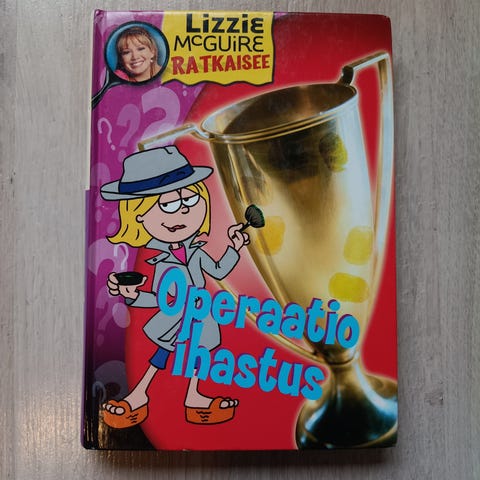 Lizzie
McGuire
RATKAISEE
Operaatio
ihastus